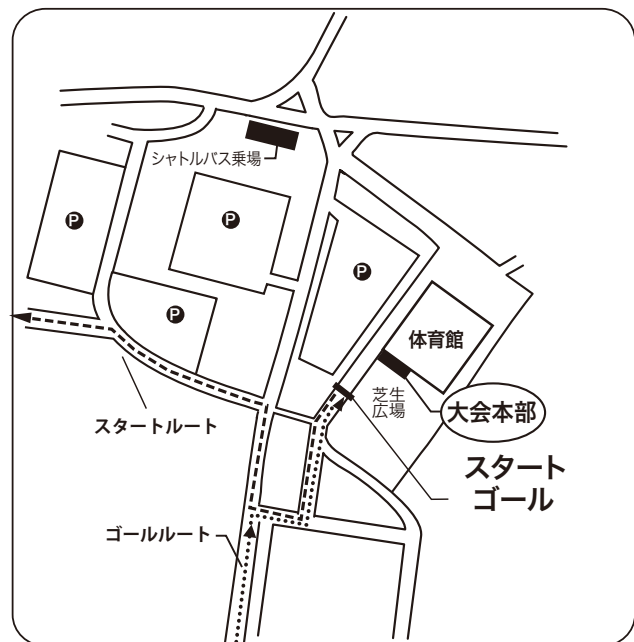 シャトルバス乗場
P
P
P
P
体育館
芝生
広場
大会本部
スタートルート
スタート
ゴール
ゴールルート